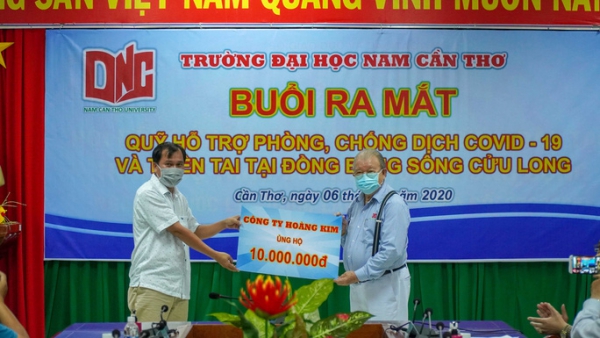 SẢN VIỆT NAM QUANG VINH MUÔN NĂM
DNC
NAM CAN THO UNIVERSITY
TRƯỜNG ĐẠI HỌC NAM CẦN THƠ
BUỔI RA MẮT
QUỸ HỖ TRỢ PHÒNG, CHỐNG DỊCH COVID - 19
VÀ TAI TẠI ĐỒNG SÔNG CỬU LONG
Cần Thơ, ngày 06 năm 2020
CÔNG TY HOÀNG KIM
ỦNG HỘ
10.000.000đ